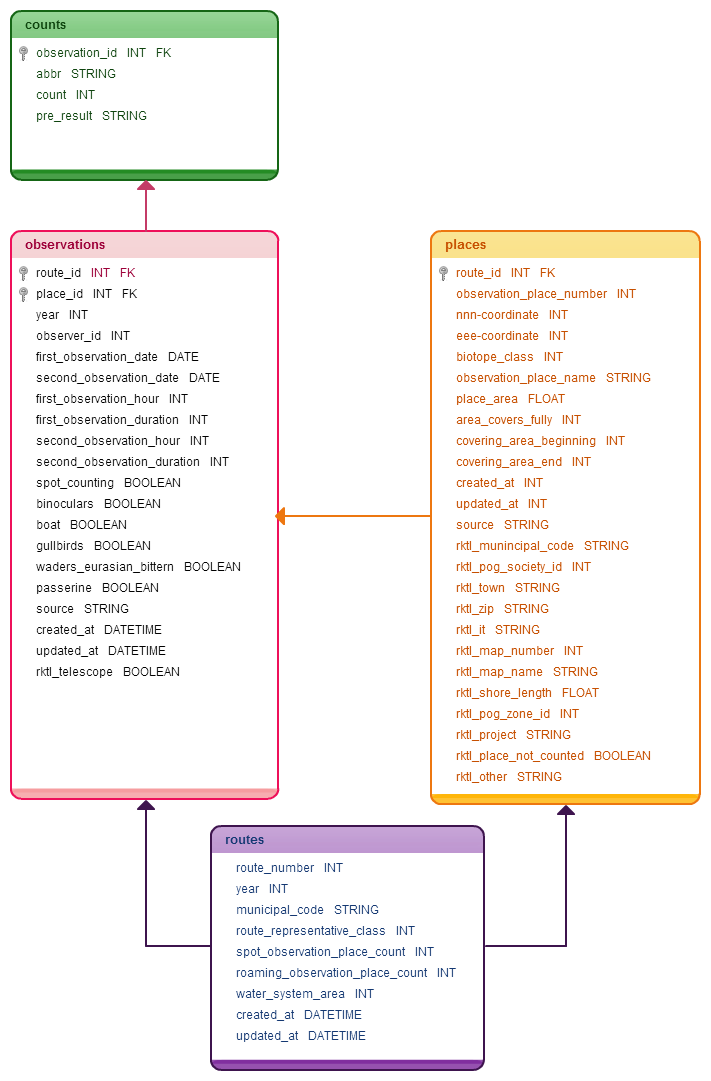 counts
observation_id INT FK
abbr STRING
count INT
pre_result STRING
observations
route_id INT FK
place_id INT FK
year INT
observer_id INT
first_observation_date DATE
second_observation_date DATE
first_observation_hour INT
first_observation_duration INT
second_observation_hour INT
second_observation_duration INT
spot_counting BOOLEAN
binoculars BOOLEAN
boat BOOLEAN
gullbirds BOOLEAN
waders_eurasian_bittern BOOLEAN
passerine BOOLEAN
source STRING
created_at DATETIME
updated_at DATETIME
rktl_telescope BOOLEAN
places
route_id INT FK
observation_place_number INT
nnn-coordinate INT
eee-coordinate INT
biotope_class INT
observation_place_name STRING
place_area FLOAT
area_covers_fully INT
covering_area_beginning INT
covering_area_end INT
created_at INT
updated_at INT
source STRING
rktl_munincipal_code STRING
rktl_pog_society_id INT
rktl_town STRING
rktl_zip STRING
rktl_it STRING
rktl_map_number INT
rktl_map_name STRING
rktl_shore_length FLOAT
rktl_pog_zone_id INT
rktl_project STRING
rktl_place_not_counted BOOLEAN
rktl_other STRING
routes
route_number INT
year INT
municipal_code STRING
route_representative_class INT
spot_observation_place_count INT
roaming_observation_place_count INT
water_system_area INT
created_at DATETIME
updated_at DATETIME